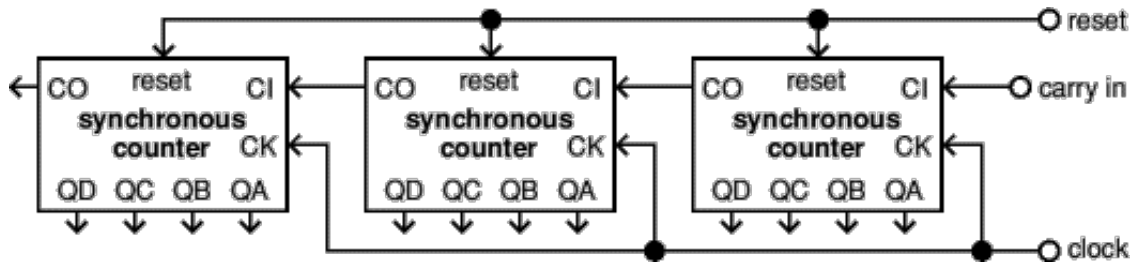 reset
CO reset CI CO reset CI CO reset CI carry in
synchronous synchronous synchronous
counter CK counter CK counter CK
QD QC QB QA QD QC QB QA QD QC QB QA
clock